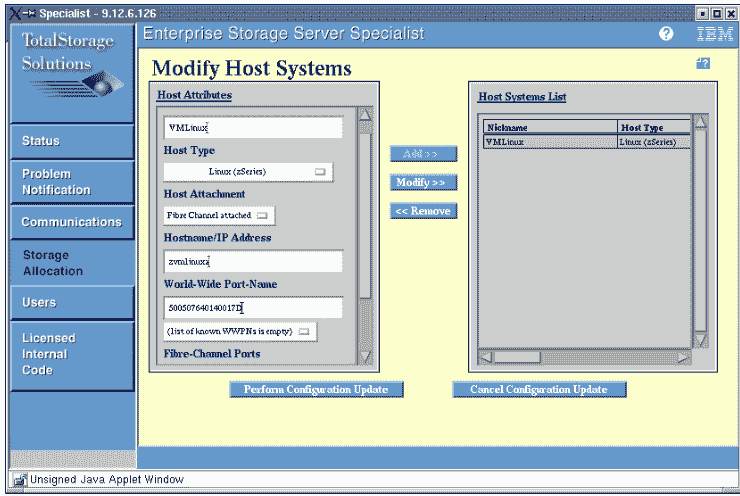 Specialist - 9.12.6.126
TotalStorage
Solutions
Enterprise Storage Server Specialist
?
IBM
Modify Host Systems
?
Status
Problem
Notification
Communications
Storage
Allocation
Users
Licensed
Internal
Code
Host Attributes
VMLinux
Host Type
Linux (zSeries)
Host Attachment
Fibre Channel attached
Hostname/IP Address
zvmlinuxa
World-Wide Port-Name
500507640140017D
(list of known WWPNs is empty)
Fibre-Channel Ports
Add >>
Modify >>
<< Remove
Host Systems List
Nickname Host Type
VMLinux Linux (zSeries)
Perform Configuration Update
Cancel Configuration Update
Unsigned Java Applet Window